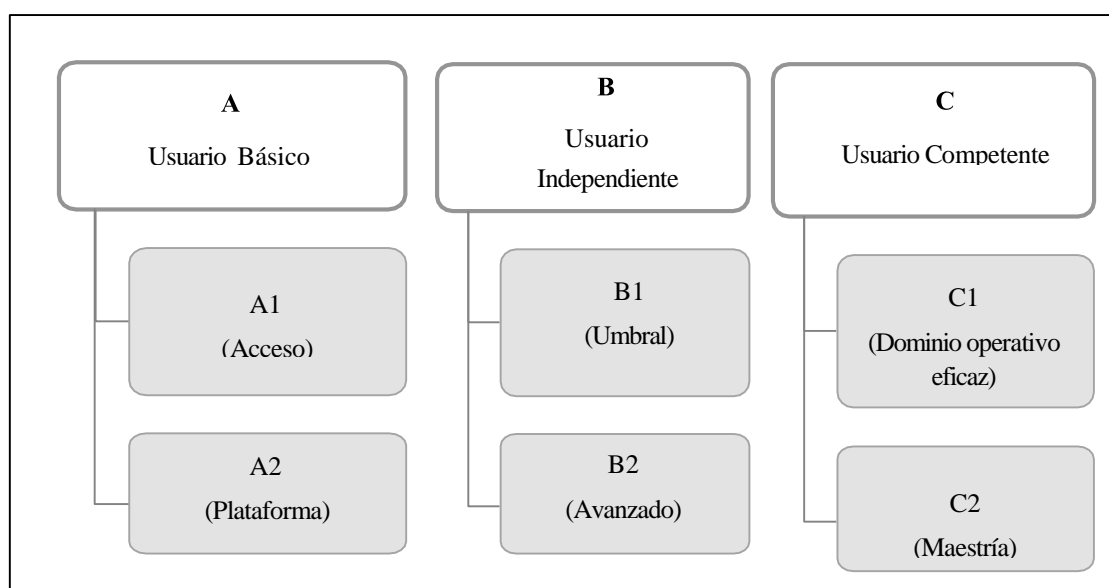 A
Usuario Básico
A1
(Acceso)
A2
(Plataforma)
B
Usuario
Independiente
B1
(Umbral)
B2
(Avanzado)
C
Usuario Competente
C1
(Dominio operativo
eficaz)
C2
(Maestría)